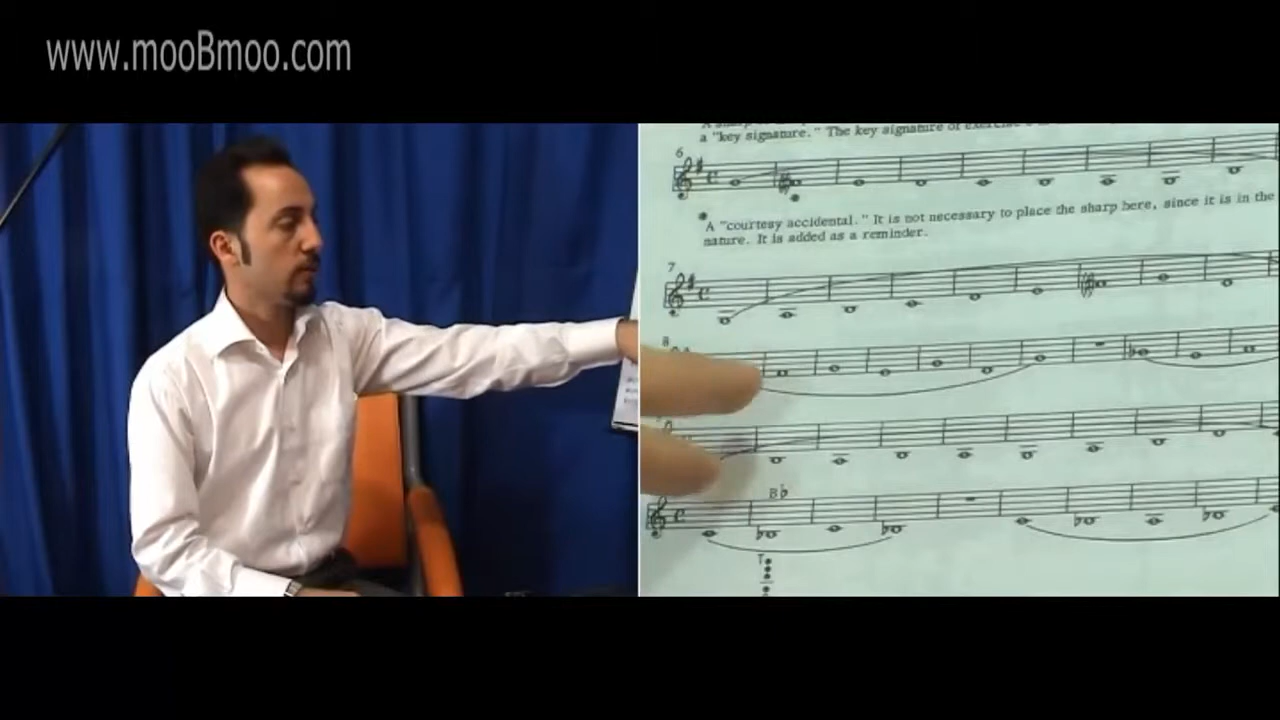 www.mooBmoo.com
a "key signature." The key signature of
6
A "courtesy accidental." It is not necessary to place the sharp here, since it is in the
nature. It is added as a reminder.
7
8
B♭
T